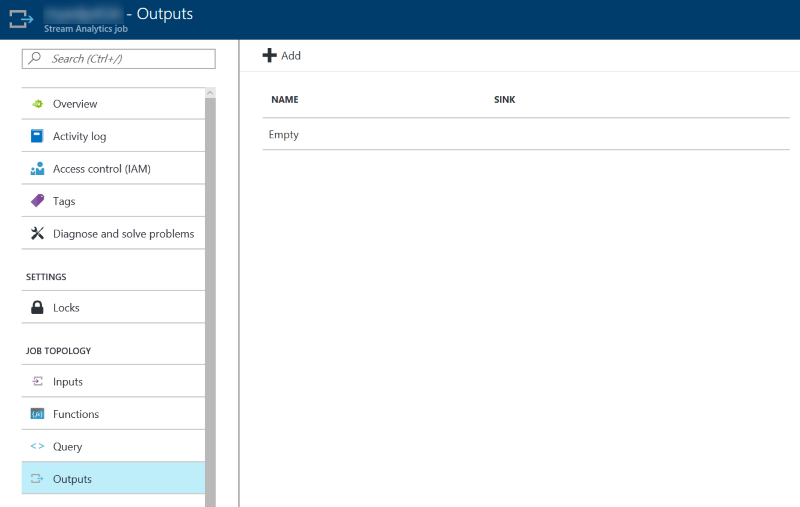 - Outputs
Stream Analytics job
Search (Ctrl+/)
Overview
Activity log
Access control (IAM)
Tags
Diagnose and solve problems
SETTINGS
Locks
JOB TOPOLOGY
Inputs
Functions
Query
Outputs
Add
NAME SINK
Empty